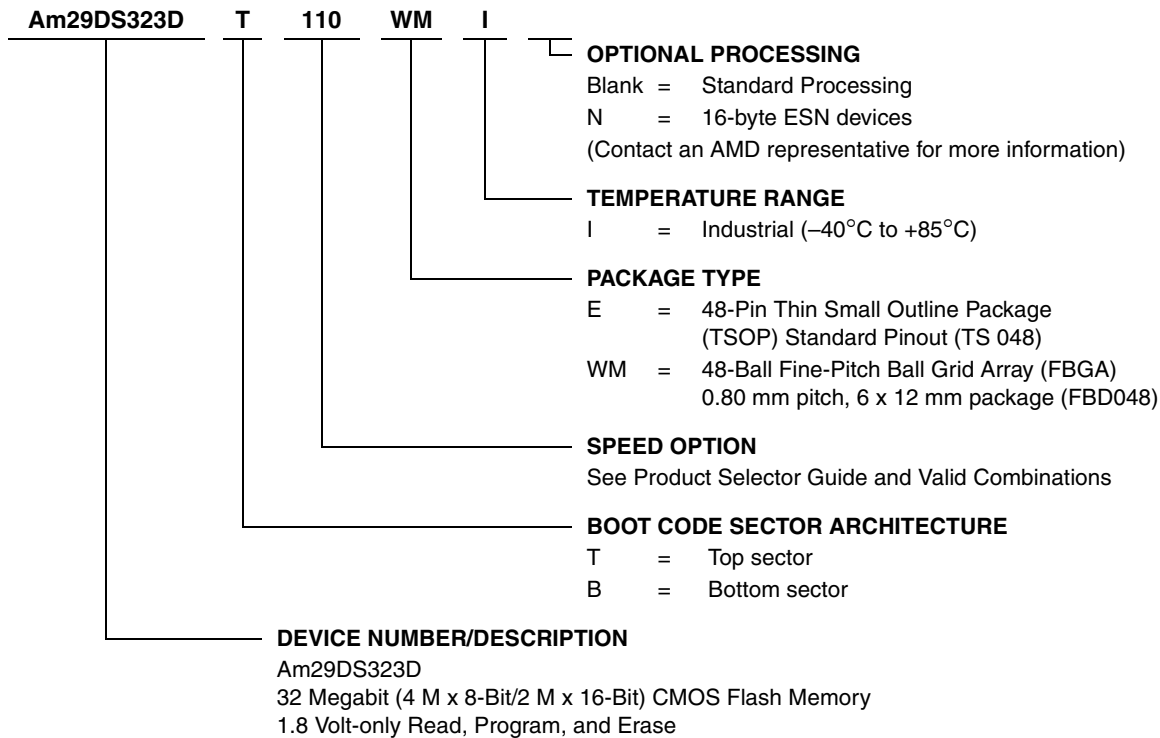 Am29DS323D T 110 WM I
OPTIONAL PROCESSING
Blank = Standard Processing
N = 16-byte ESN devices
(Contact an AMD representative for more information)
TEMPERATURE RANGE
I = Industrial (–40°C to +85°C)
PACKAGE TYPE
E = 48-Pin Thin Small Outline Package
(TSOP) Standard Pinout (TS 048)
WM = 48-Ball Fine-Pitch Ball Grid Array (FBGA)
0.80 mm pitch, 6 x 12 mm package (FBD048)
SPEED OPTION
See Product Selector Guide and Valid Combinations
BOOT CODE SECTOR ARCHITECTURE
T = Top sector
B = Bottom sector
DEVICE NUMBER/DESCRIPTION
Am29DS323D
32 Megabit (4 M x 8-Bit/2 M x 16-Bit) CMOS Flash Memory
1.8 Volt-only Read, Program, and Erase